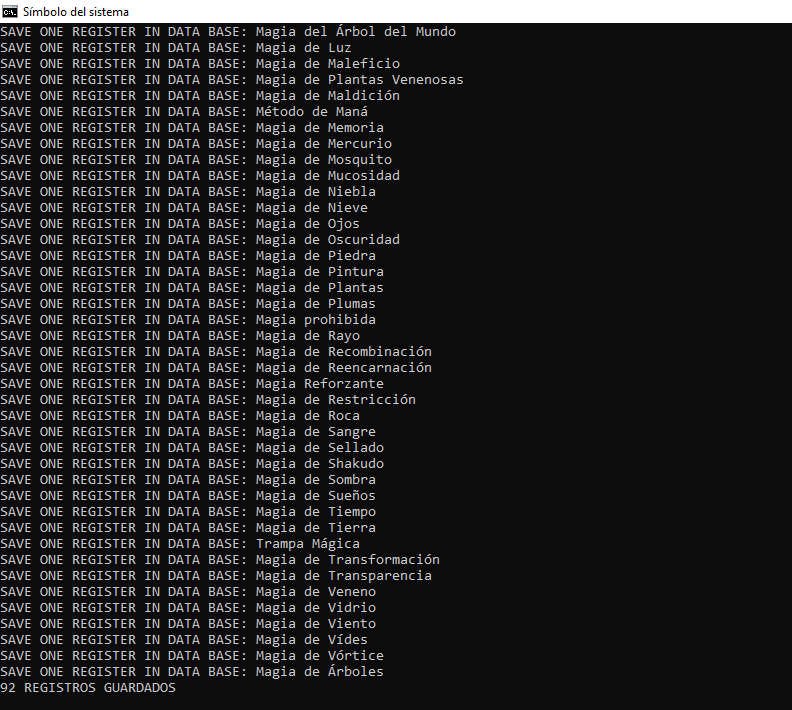 Símbolo del sistema
SAVE ONE REGISTER IN DATA BASE: Magia del Árbol del Mundo
SAVE ONE REGISTER IN DATA BASE: Magia de Luz
SAVE ONE REGISTER IN DATA BASE: Magia de Maleficio
SAVE ONE REGISTER IN DATA BASE: Magia de Plantas Venenosas
SAVE ONE REGISTER IN DATA BASE: Magia de Maldición
SAVE ONE REGISTER IN DATA BASE: Método de Maná
SAVE ONE REGISTER IN DATA BASE: Magia de Memoria
SAVE ONE REGISTER IN DATA BASE: Magia de Mercurio
SAVE ONE REGISTER IN DATA BASE: Magia de Mosquito
SAVE ONE REGISTER IN DATA BASE: Magia de Mucosidad
SAVE ONE REGISTER IN DATA BASE: Magia de Niebla
SAVE ONE REGISTER IN DATA BASE: Magia de Nieve
SAVE ONE REGISTER IN DATA BASE: Magia de Ojos
SAVE ONE REGISTER IN DATA BASE: Magia de Oscuridad
SAVE ONE REGISTER IN DATA BASE: Magia de Piedra
SAVE ONE REGISTER IN DATA BASE: Magia de Pintura
SAVE ONE REGISTER IN DATA BASE: Magia de Plantas
SAVE ONE REGISTER IN DATA BASE: Magia de Plumas
SAVE ONE REGISTER IN DATA BASE: Magia prohibida
SAVE ONE REGISTER IN DATA BASE: Magia de Rayo
SAVE ONE REGISTER IN DATA BASE: Magia de Recombinación
SAVE ONE REGISTER IN DATA BASE: Magia de Reencarnación
SAVE ONE REGISTER IN DATA BASE: Magia Reforzante
SAVE ONE REGISTER IN DATA BASE: Magia de Restricción
SAVE ONE REGISTER IN DATA BASE: Magia de Roca
SAVE ONE REGISTER IN DATA BASE: Magia de Sangre
SAVE ONE REGISTER IN DATA BASE: Magia de Sellado
SAVE ONE REGISTER IN DATA BASE: Magia de Shakudo
SAVE ONE REGISTER IN DATA BASE: Magia de Sombra
SAVE ONE REGISTER IN DATA BASE: Magia de Sueños
SAVE ONE REGISTER IN DATA BASE: Magia de Tiempo
SAVE ONE REGISTER IN DATA BASE: Magia de Tierra
SAVE ONE REGISTER IN DATA BASE: Trampa Mágica
SAVE ONE REGISTER IN DATA BASE: Magia de Transformación
SAVE ONE REGISTER IN DATA BASE: Magia de Transparencia
SAVE ONE REGISTER IN DATA BASE: Magia de Veneno
SAVE ONE REGISTER IN DATA BASE: Magia de Vidrio
SAVE ONE REGISTER IN DATA BASE: Magia de Viento
SAVE ONE REGISTER IN DATA BASE: Magia de Vídes
SAVE ONE REGISTER IN DATA BASE: Magia de Vórtice
SAVE ONE REGISTER IN DATA BASE: Magia de Árboles
92 REGISTROS GUARDADOS